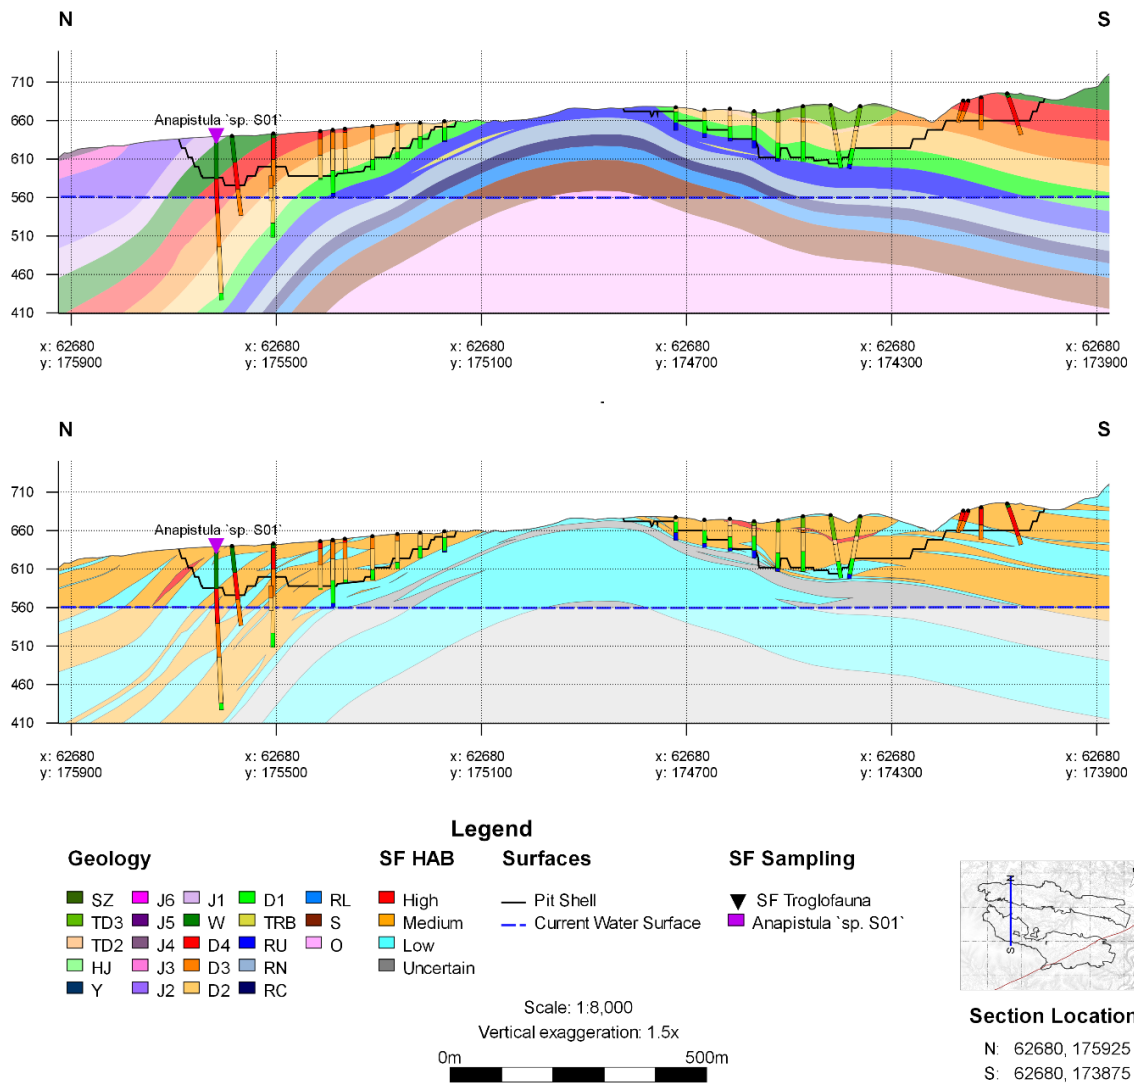 N S
710
660
610
560
510
460
410
Anapistula `sp. S01`
x: 62680 x: 62680 x: 62680 x: 62680 x: 62680 x: 62680
y: 175900 y: 175500 y: 175100 y: 174700 y: 174300 y: 173900
-
N S
710
660
610
560
510
460
410
Anapistula `sp. S01`
x: 62680 x: 62680 x: 62680 x: 62680 x: 62680 x: 62680
y: 175900 y: 175500 y: 175100 y: 174700 y: 174300 y: 173900
Legend
Geology SF HAB Surfaces SF Sampling
SZ J6 J1 D1 RL High Pit Shell SF Troglofauna
TD3 J5 W TRB S Medium Current Water Surface Anapistula `sp. S01`
TD2 J4 D4 RU O Low
HJ J3 D3 RN Uncertain
Y J2 D2 RC
Scale: 1:8,000
Vertical exaggeration: 1.5x
0m 500m
N
S
Section Location
N: 62680, 175925
S: 62680, 173875